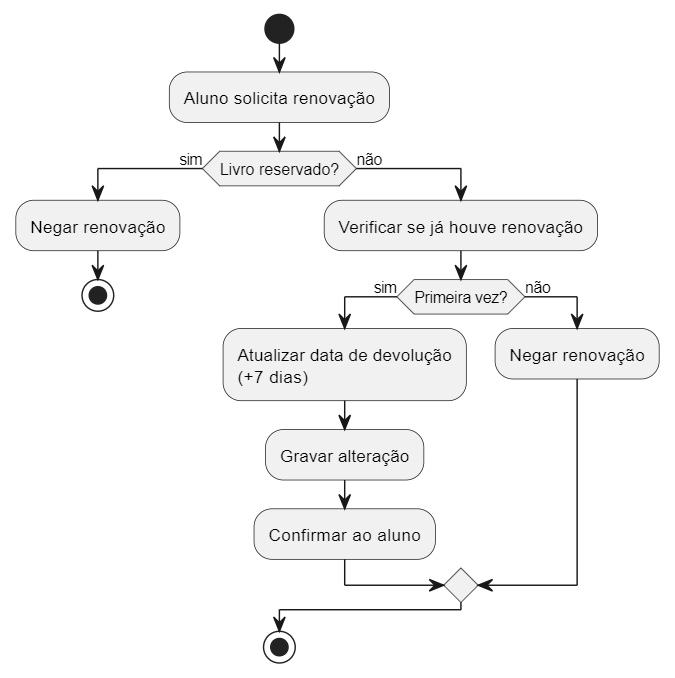 Aluno solicita renovação
sim
Livro reservado?
não
Negar renovação
Verificar se já houve renovação
sim
Primeira vez?
não
Atualizar data de devolução
(+7 dias)
Negar renovação
Gravar alteração
Confirmar ao aluno